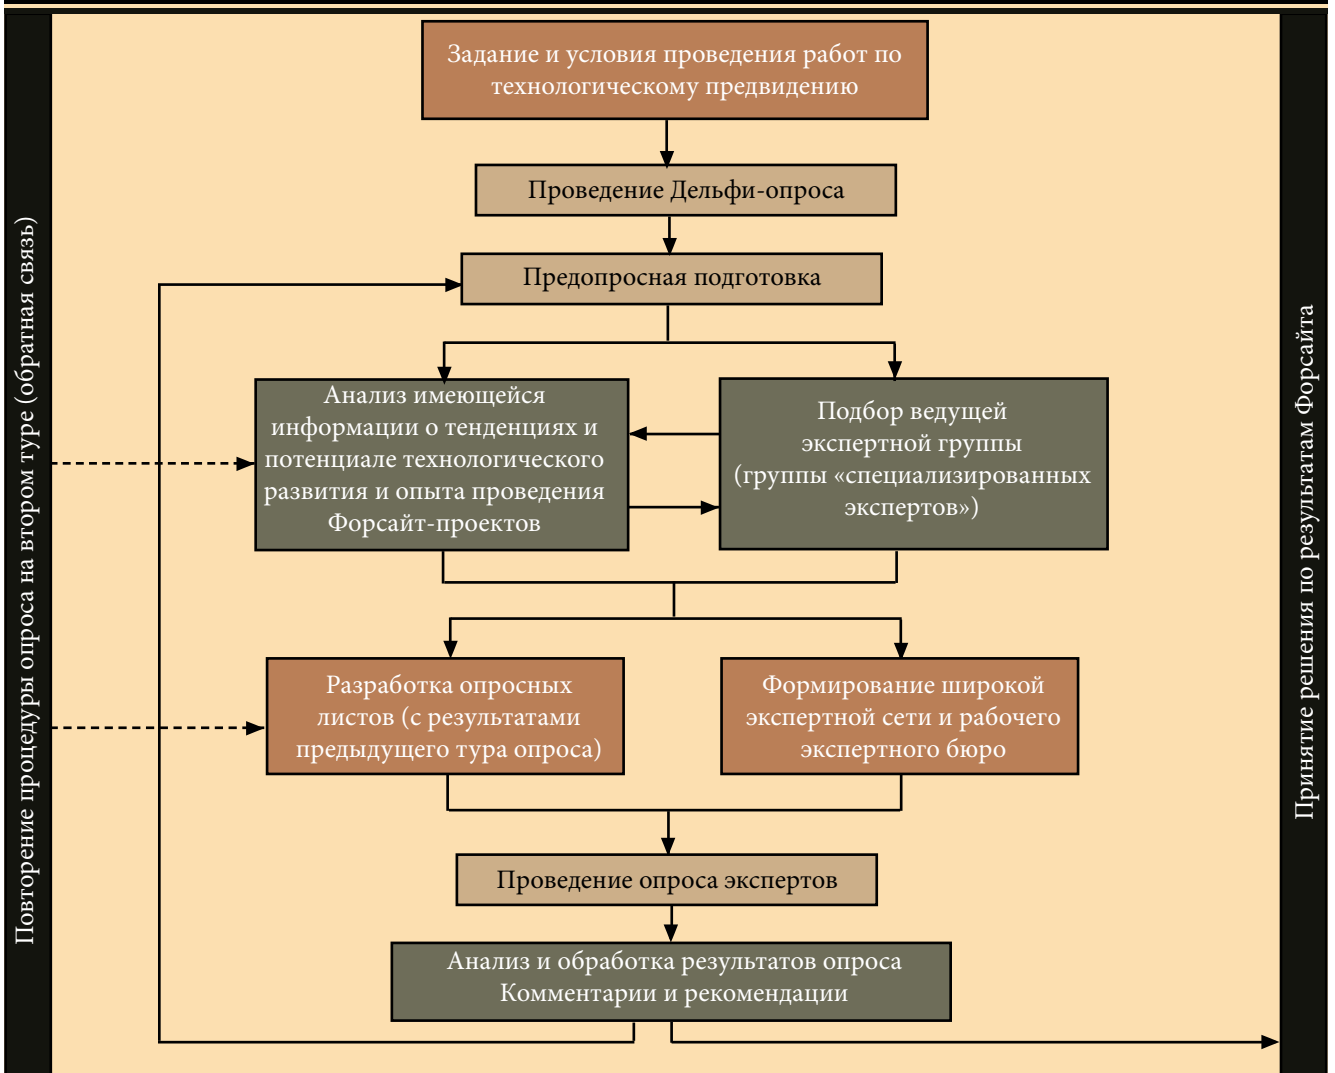 Задание и условия проведения работ по
технологическому предвидению
Проведение Дельфи-опроса
Предопросная подготовка
Анализ имеющейся
информации о тенденциях и
потенциале технологического
развития и опыта проведения
Форсайт-проектов
Подбор ведущей
экспертной группы
(группы «специализированных
экспертов»)
Разработка опросных
листов (с результатами
предыдущего тура опроса)
Формирование широкой
экспертной сети и рабочего
экспертного бюро
Проведение опроса экспертов
Анализ и обработка результатов опроса
Комментарии и рекомендации
Повторение процедуры опроса на втором туре (обратная связь)
Принятие решения по результатам Форсайта